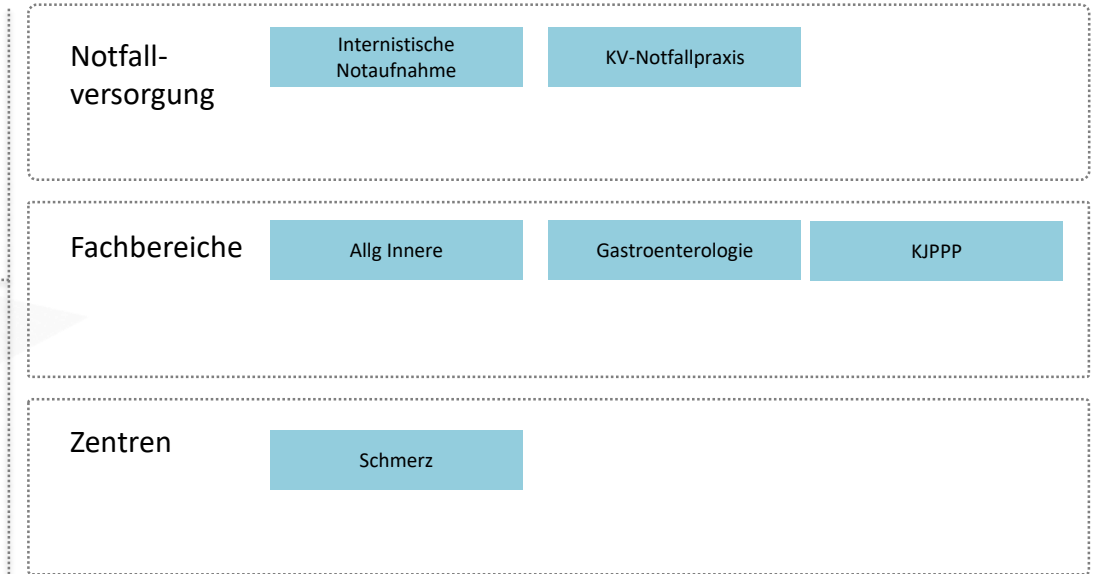 Notfall-
versorgung
Internistische
Notaufnahme
KV-Notfallpraxis
Fachbereiche
Allg Innere
Gastroenterologie
KJPPP
Zentren
Schmerz